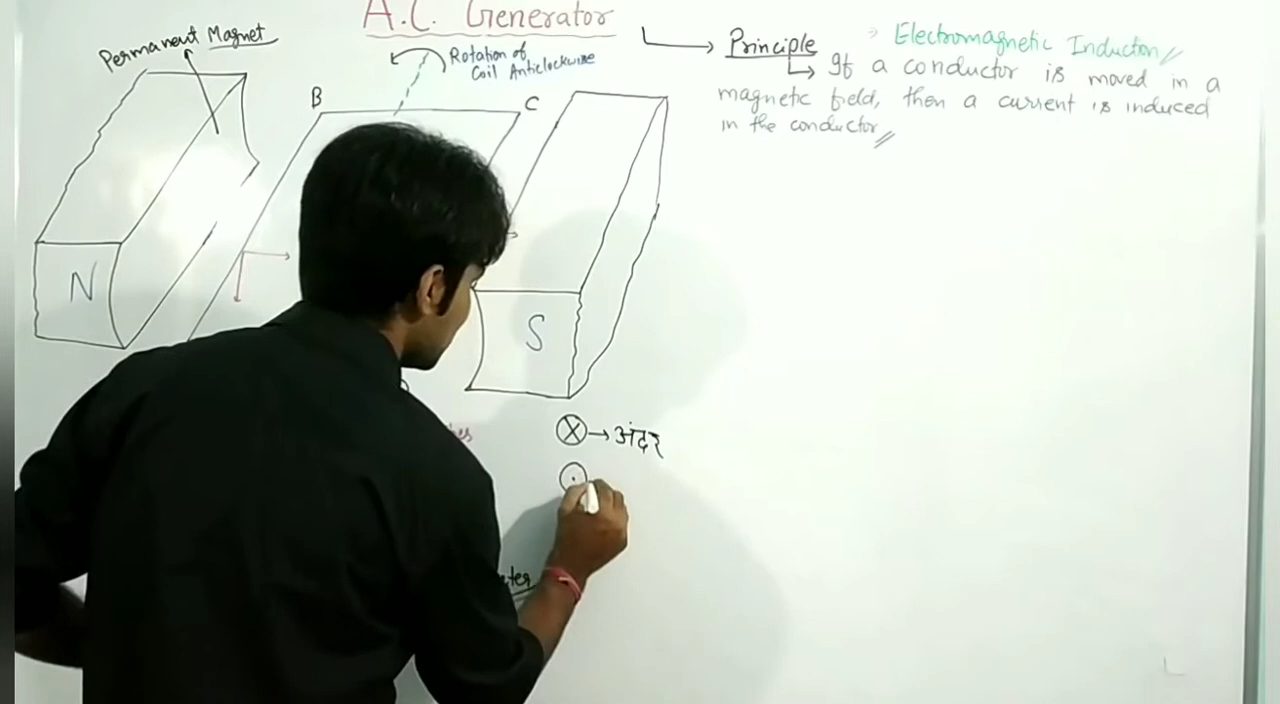 A.C. Generator
Permanent Magnet
Rotation of
Coil Anticlockwise
B
C
N
S
Principle
Electromagnetic Induction
If a conductor is moved in a
magnetic field, then a current is induced
in the conductor
→ अंदर